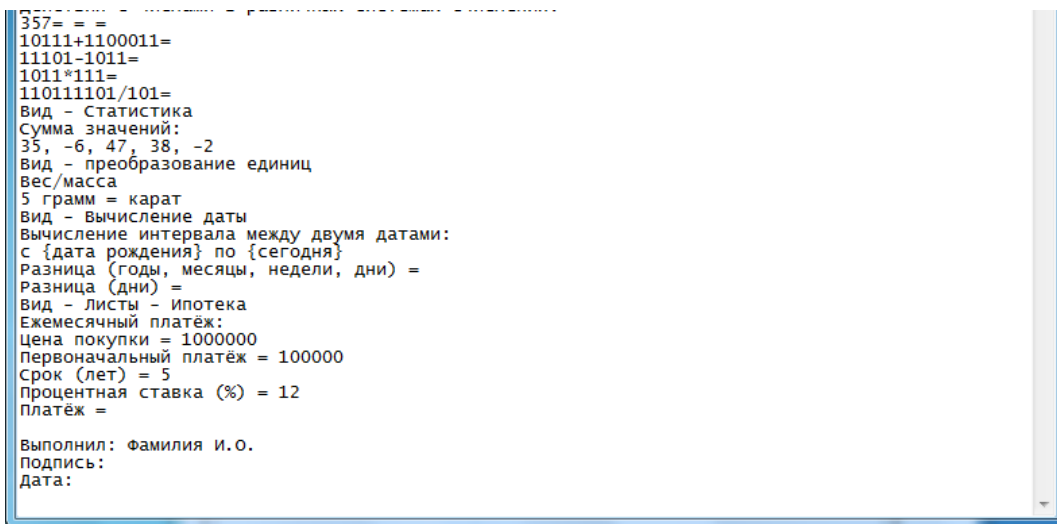 357= = =
10111+1100011=
11101-1011=
1011*111=
110111101/101=
Вид - Статистика
Сумма значений:
35, -6, 47, 38, -2
Вид - преобразование единиц
Вес/масса
5 грамм = карат
Вид - Вычисление даты
Вычисление интервала между двумя датами:
с {дата рождения} по {сегодня}
Разница (годы, месяцы, недели, дни) =
Разница (дни) =
Вид - Листы - Ипотека
Ежемесячный платёж:
Цена покупки = 1000000
Первоначальный платёж = 100000
Срок (лет) = 5
Процентная ставка (%) = 12
Платёж =
Выполнил: Фамилия И.О.
Подпись:
Дата: